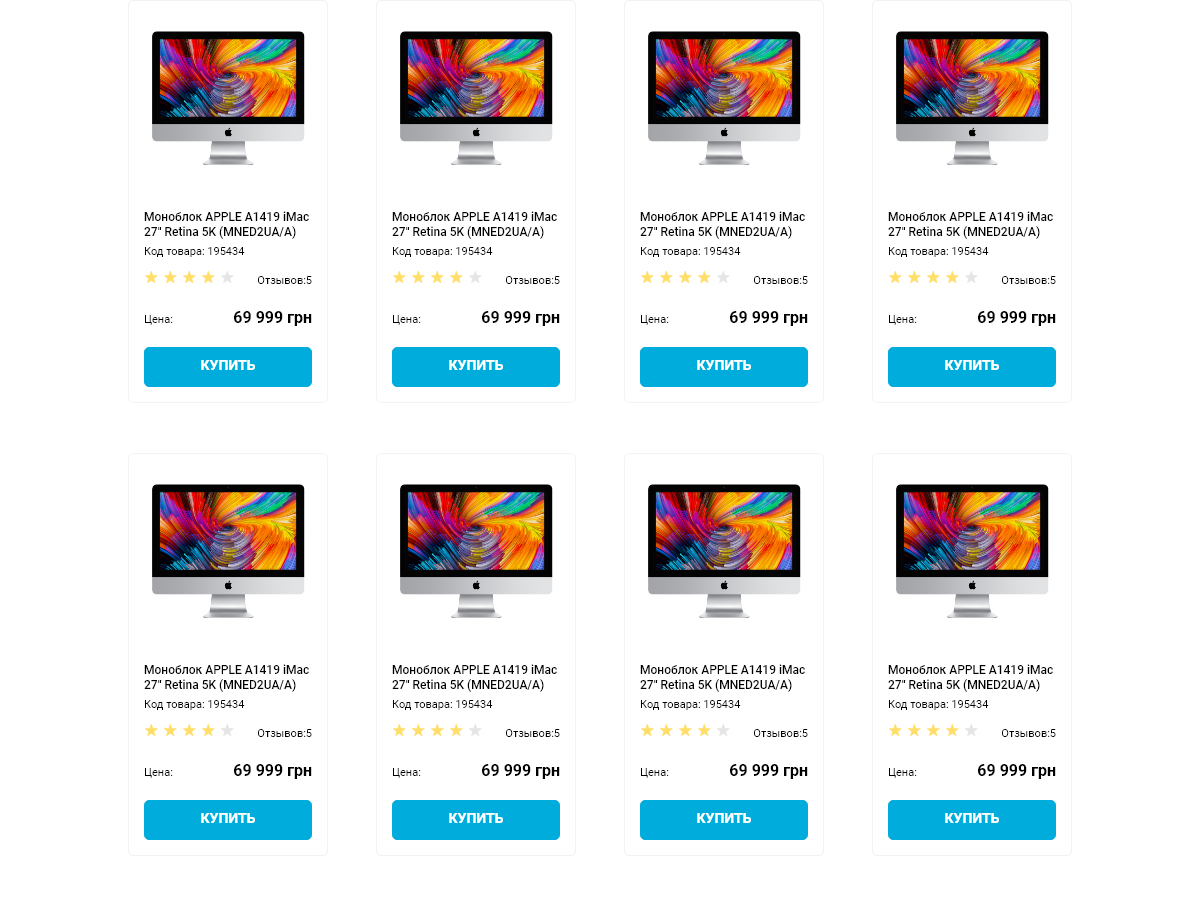 Моноблок APPLE A1419 iMac
27" Retina 5K (MNED2UA/A)
Код товара: 195434
Отзывов:5
Цена: 69 999 грн
КУПИТЬ
Моноблок APPLE A1419 iMac
27" Retina 5K (MNED2UA/A)
Код товара: 195434
Отзывов:5
Цена: 69 999 грн
КУПИТЬ
Моноблок APPLE A1419 iMac
27" Retina 5K (MNED2UA/A)
Код товара: 195434
Отзывов:5
Цена: 69 999 грн
КУПИТЬ
Моноблок APPLE A1419 iMac
27" Retina 5K (MNED2UA/A)
Код товара: 195434
Отзывов:5
Цена: 69 999 грн
КУПИТЬ
Моноблок APPLE A1419 iMac
27" Retina 5K (MNED2UA/A)
Код товара: 195434
Отзывов:5
Цена: 69 999 грн
КУПИТЬ
Моноблок APPLE A1419 iMac
27" Retina 5K (MNED2UA/A)
Код товара: 195434
Отзывов:5
Цена: 69 999 грн
КУПИТЬ
Моноблок APPLE A1419 iMac
27" Retina 5K (MNED2UA/A)
Код товара: 195434
Отзывов:5
Цена: 69 999 грн
КУПИТЬ
Моноблок APPLE A1419 iMac
27" Retina 5K (MNED2UA/A)
Код товара: 195434
Отзывов:5
Цена: 69 999 грн
КУПИТЬ